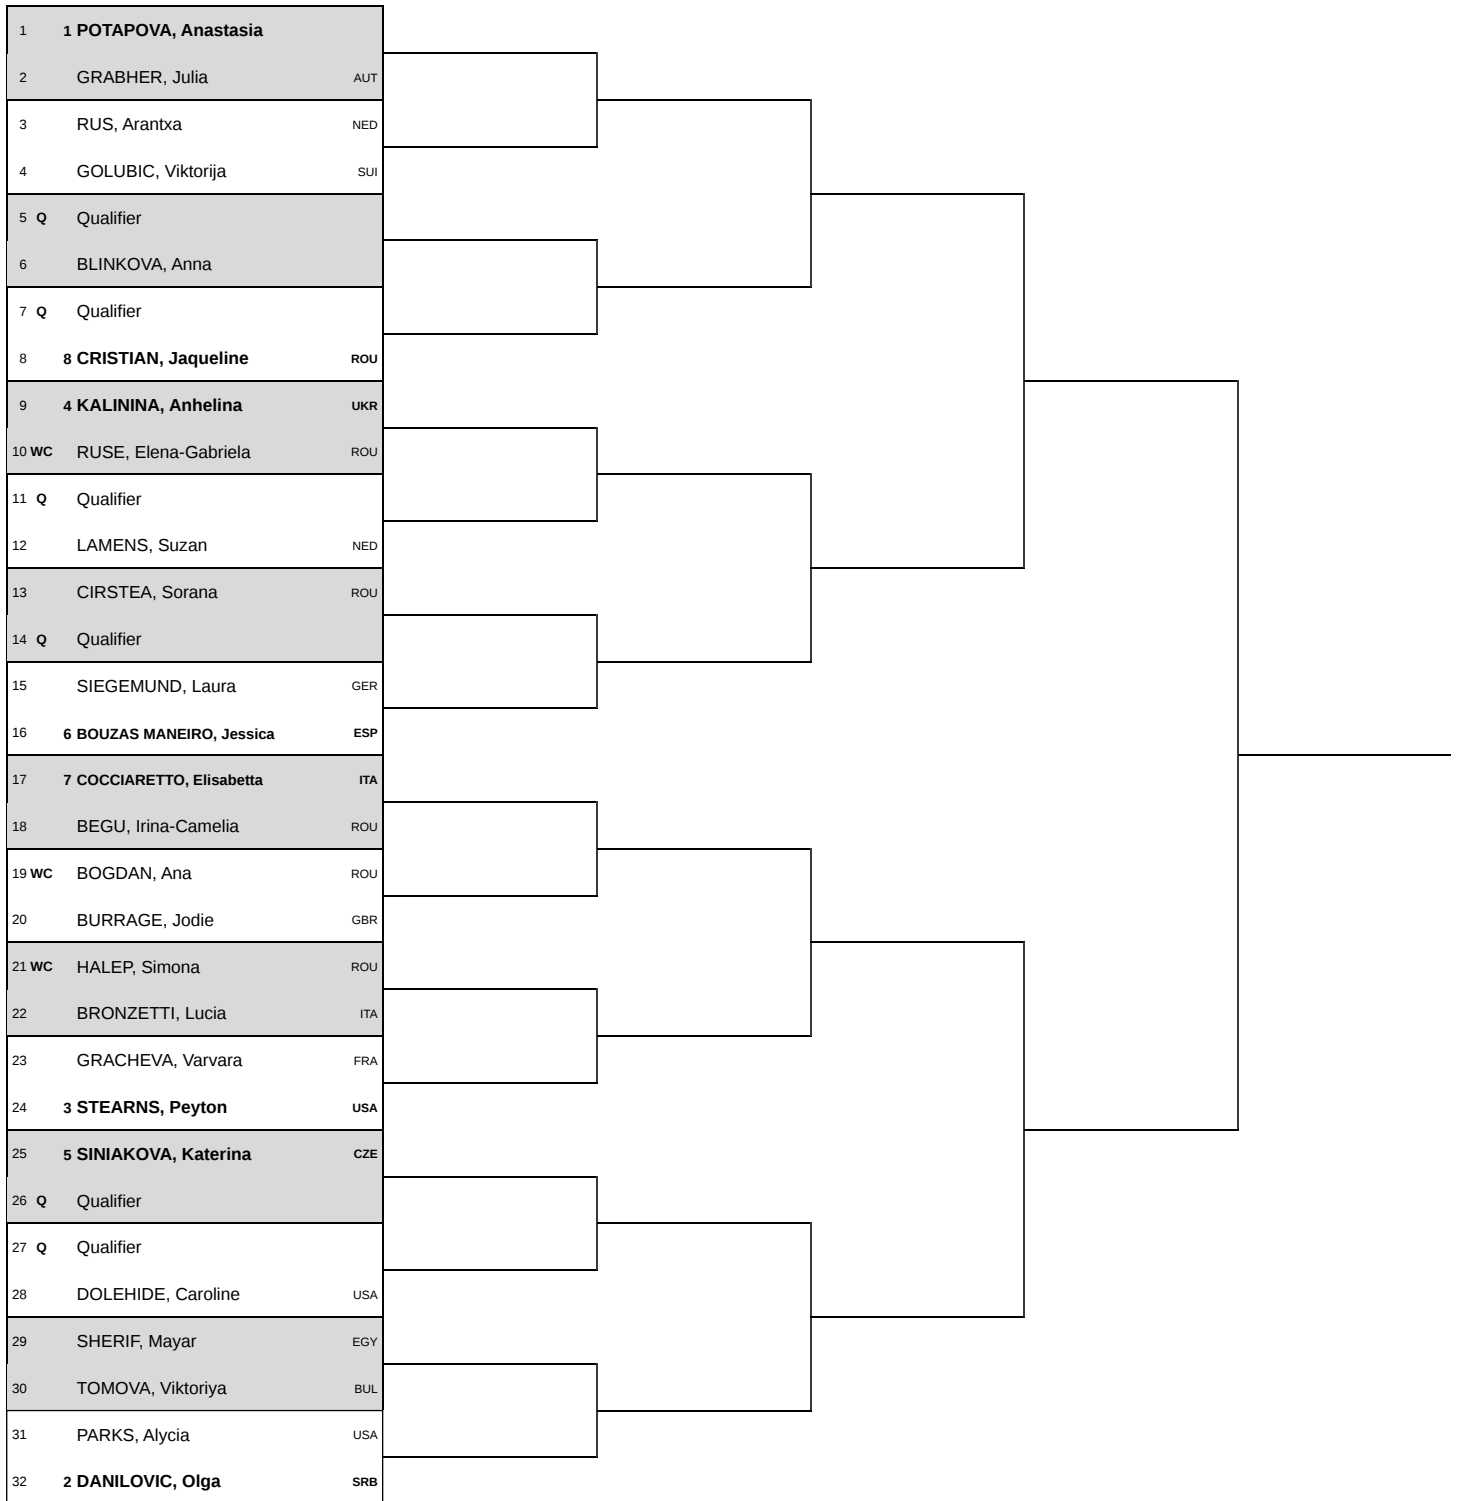 1 1 POTAPOVA, Anastasia
2 GRABHER, Julia AUT
3 RUS, Arantxa NED
4 GOLUBIC, Viktorija SUI
5 Q Qualifier
6 BLINKOVA, Anna
7 Q Qualifier
8 8 CRISTIAN, Jaqueline ROU
9 4 KALININA, Anhelina UKR
10 WC RUSE, Elena-Gabriela ROU
11 Q Qualifier
12 LAMENS, Suzan NED
13 CIRSTEA, Sorana ROU
14 Q Qualifier
15 SIEGEMUND, Laura GER
16 6 BOUZAS MANEIRO, Jessica ESP
17 7 COCCIARETTO, Elisabetta ITA
18 BEGU, Irina-Camelia ROU
19 WC BOGDAN, Ana ROU
20 BURRAGE, Jodie GBR
21 WC HALEP, Simona ROU
22 BRONZETTI, Lucia ITA
23 GRACHEVA, Varvara FRA
24 3 STEARNS, Peyton USA
25 5 SINIAKOVA, Katerina CZE
26 Q Qualifier
27 Q Qualifier
28 DOLEHIDE, Caroline USA
29 SHERIF, Mayar EGY
30 TOMOVA, Viktoriya BUL
31 PARKS, Alycia USA
32 2 DANILOVIC, Olga SRB